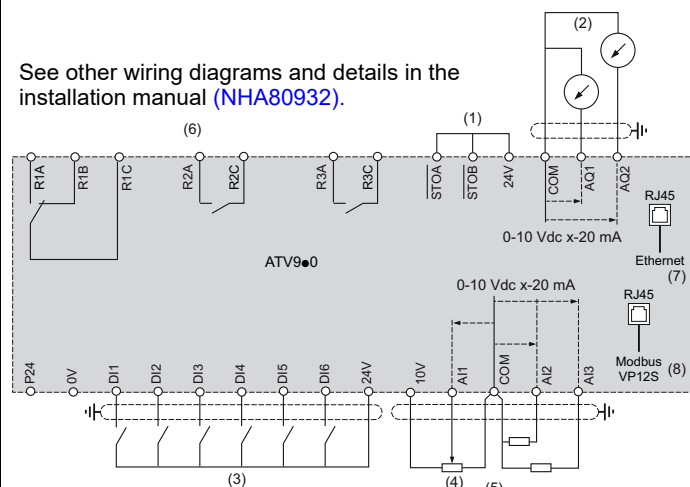 See other wiring diagrams and details in the
installation manual (NHA80932).
(1)
(2)
(6)
R1A
R1B
R1C
R2A
R2C
R3A
R3C
STOA
STOB
24V
COM
AQ1
AQ2
0-10 Vdc x-20 mA
RJ45
Ethernet
(7)
ATV9●0
0-10 Vdc x-20 mA
RJ45
Modbus
VP12S
(8)
P24
0V
DI1
DI2
DI3
DI4
DI5
DI6
24V
10V
AI1
COM
AI2
AI3
(3)
(4)
(5)